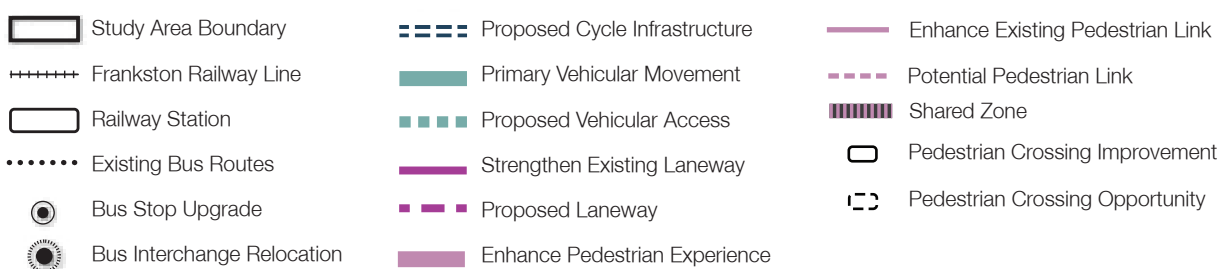 Study Area Boundary
Frankston Railway Line
Railway Station
Existing Bus Routes
Bus Stop Upgrade
Bus Interchange Relocation
Proposed Cycle Infrastructure
Primary Vehicular Movement
Proposed Vehicular Access
Strengthen Existing Laneway
Proposed Laneway
Enhance Pedestrian Experience
Enhance Existing Pedestrian Link
Potential Pedestrian Link
Shared Zone
Pedestrian Crossing Improvement
Pedestrian Crossing Opportunity